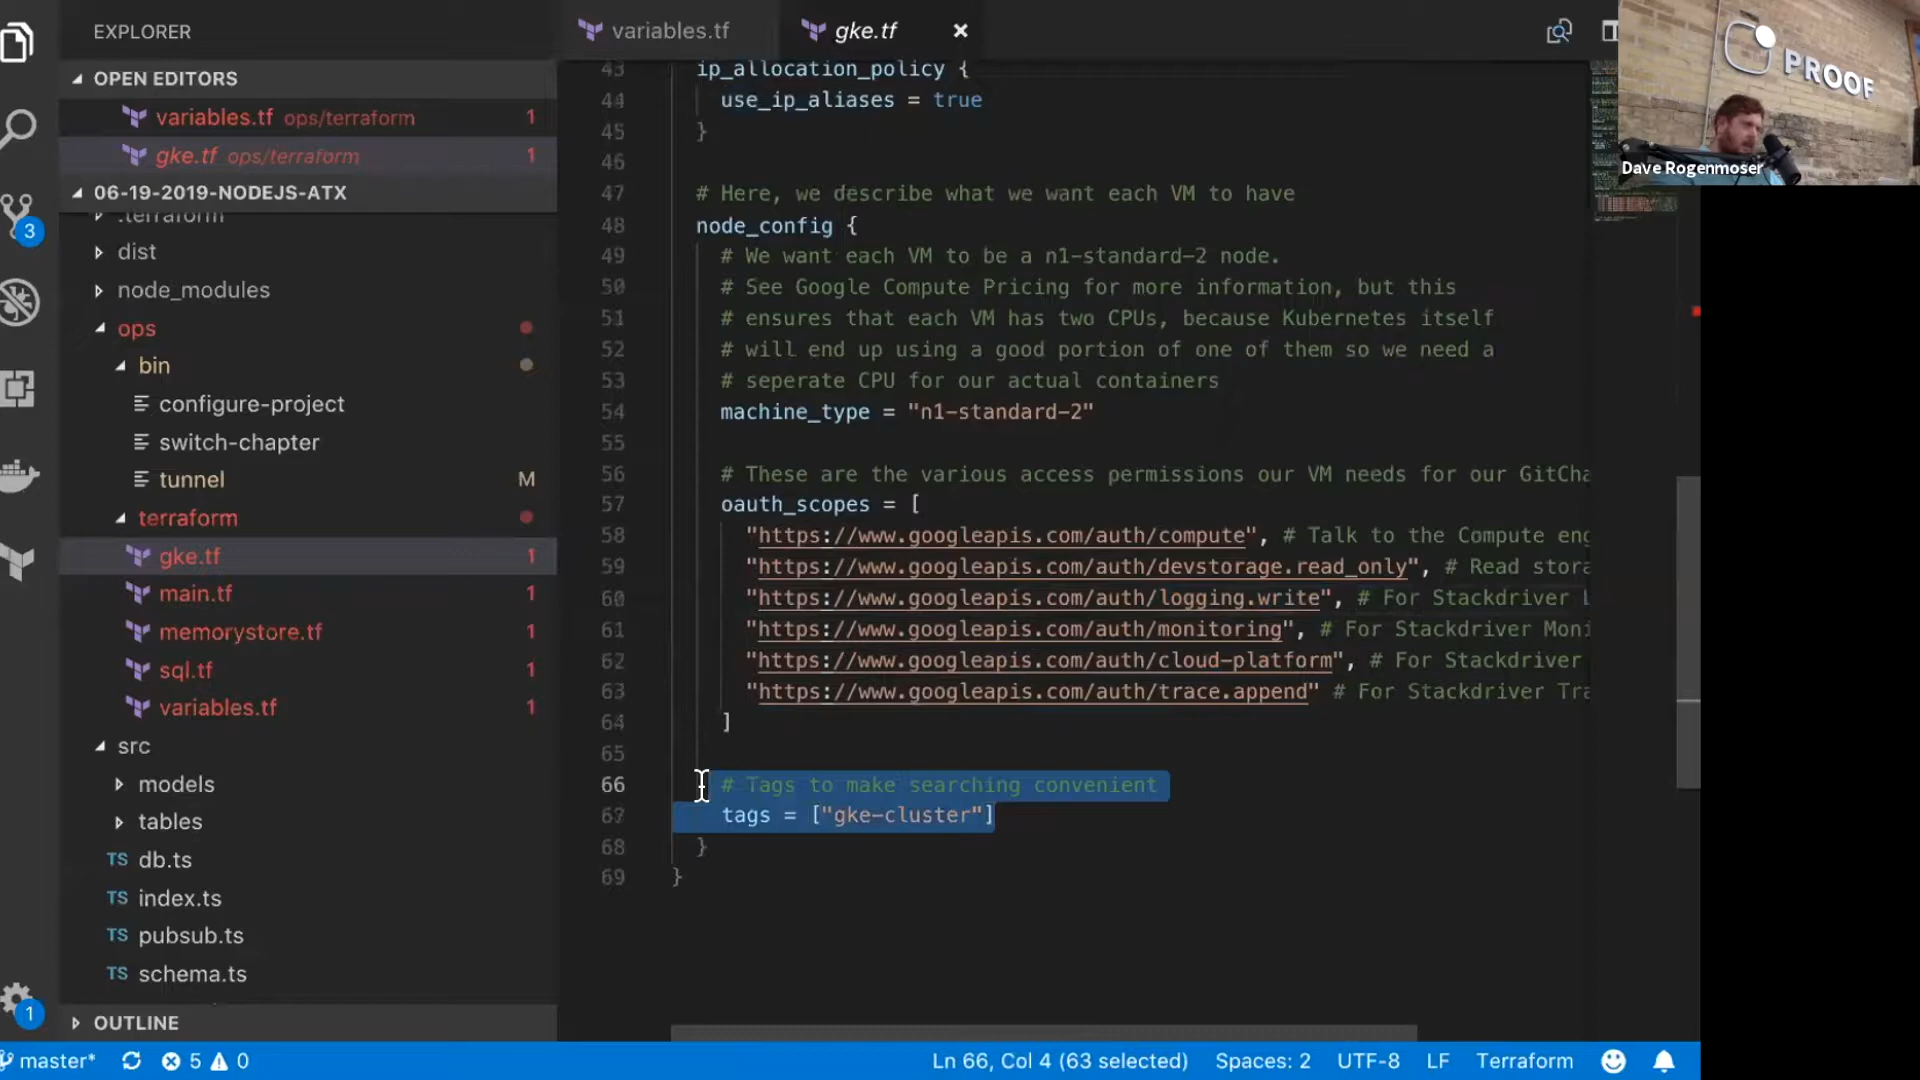 EXPLORER
OPEN EDITORS
variables.tf ops/terraform 1
gke.tf ops/terraform 1
06-19-2019-NODEJS-ATX
.terraform
dist
node_modules
ops
bin
configure-project
switch-chapter
tunnel M
terraform
gke.tf 1
main.tf 1
memorystore.tf 1
sql.tf 1
variables.tf 1
src
models
tables
TS db.ts
TS index.ts
TS pubsub.ts
TS schema.ts
OUTLINE
3
1
variables.tf
gke.tf
43 ip_allocation_policy {
44 use_ip_aliases = true
45 }
46
47 # Here, we describe what we want each VM to have
48 node_config {
49 # We want each VM to be a n1-standard-2 node.
50 # See Google Compute Pricing for more information, but this
51 # ensures that each VM has two CPUs, because Kubernetes itself
52 # will end up using a good portion of one of them so we need a
53 # seperate CPU for our actual containers
54 machine_type = "n1-standard-2"
55
56 # These are the various access permissions our VM needs for our GitCha
57 oauth_scopes = [
58 "https://www.googleapis.com/auth/compute", # Talk to the Compute eng
59 "https://www.googleapis.com/auth/devstorage.read_only", # Read stora
60 "https://www.googleapis.com/auth/logging.write", # For Stackdriver L
61 "https://www.googleapis.com/auth/monitoring", # For Stackdriver Moni
62 "https://www.googleapis.com/auth/cloud-platform", # For Stackdriver
63 "https://www.googleapis.com/auth/trace.append" # For Stackdriver Tra
64 ]
65
66 # Tags to make searching convenient
67 tags = ["gke-cluster"]
68 }
69 }
PROOF
Dave Rogenmoser
master* 5 0 Ln 66, Col 4 (63 selected) Spaces: 2 UTF-8 LF Terraform